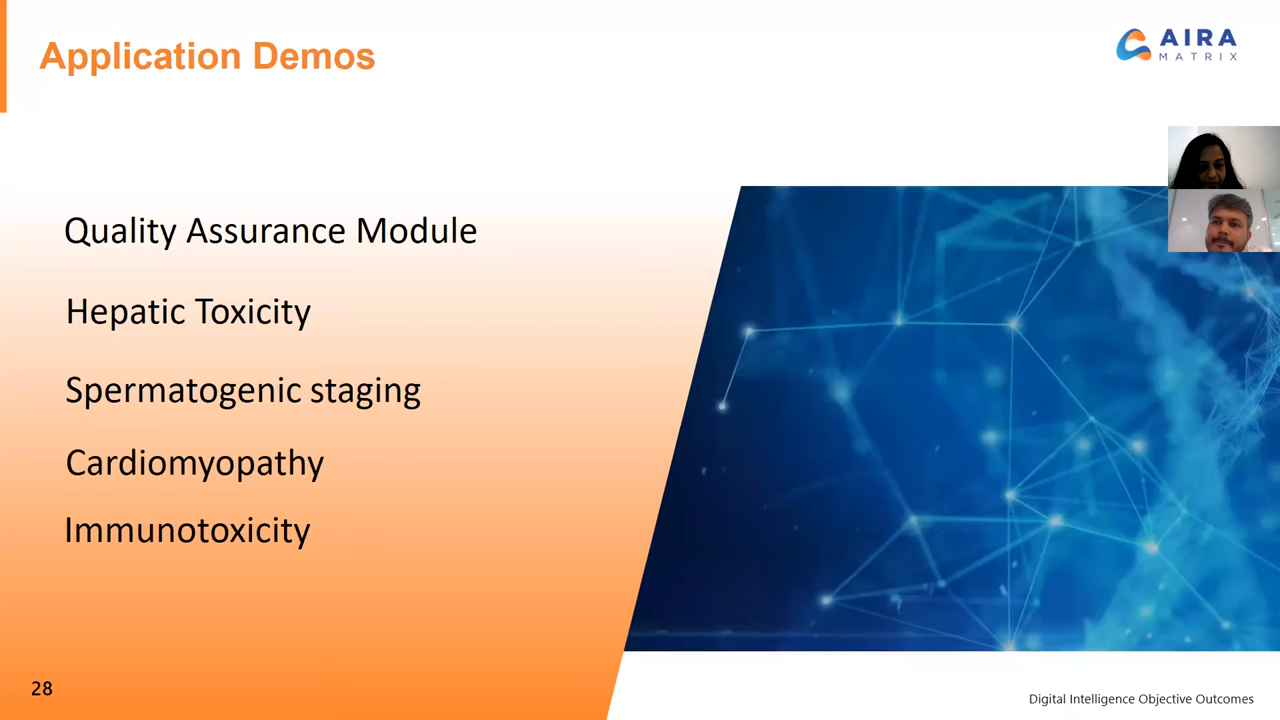 Application Demos
AIRA
MATRIX
Quality Assurance Module
Hepatic Toxicity
Spermatogenic staging
Cardiomyopathy
Immunotoxicity
28
Digital Intelligence Objective Outcomes